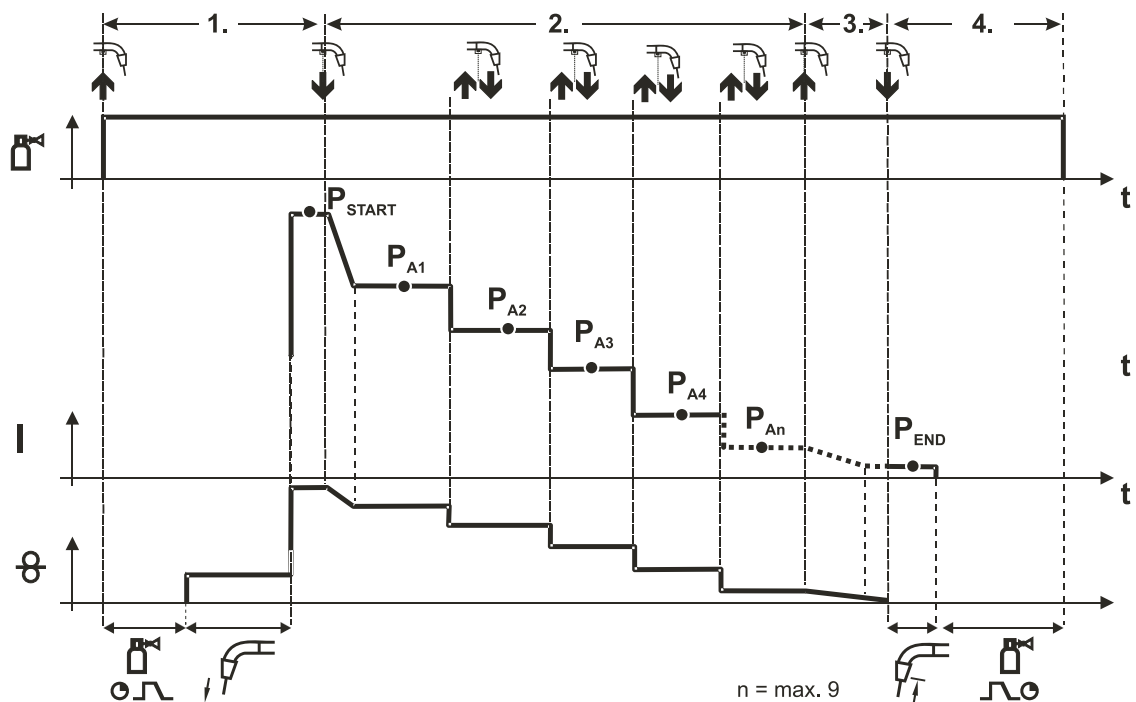 1. 2. 3. 4.
t
PSTART
PA1
PA2
PA3
t
PA4
PAn
PEND
I
t
n = max. 9